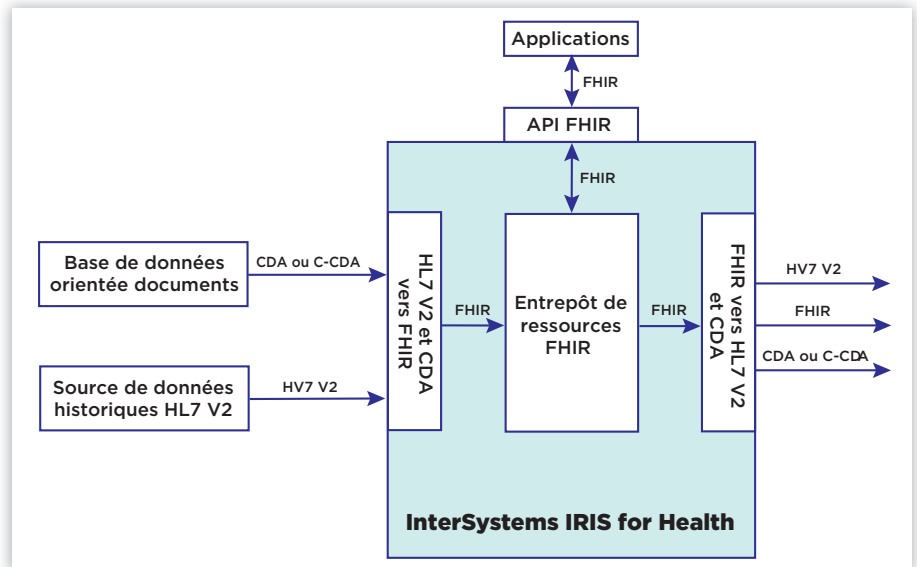 Applications
FHIR
API FHIR
FHIR
Base de données
orientée documents
CDA ou C-CDA
Source de données
historiques HL7 V2
HV7 V2
HL7 V2 et CDA
vers FHIR
FHIR
Entrepôt de
ressources
FHIR
FHIR
FHIR vers HL7 V2
et CDA
HV7 V2
FHIR
CDA ou C-CDA
InterSystems IRIS for Health